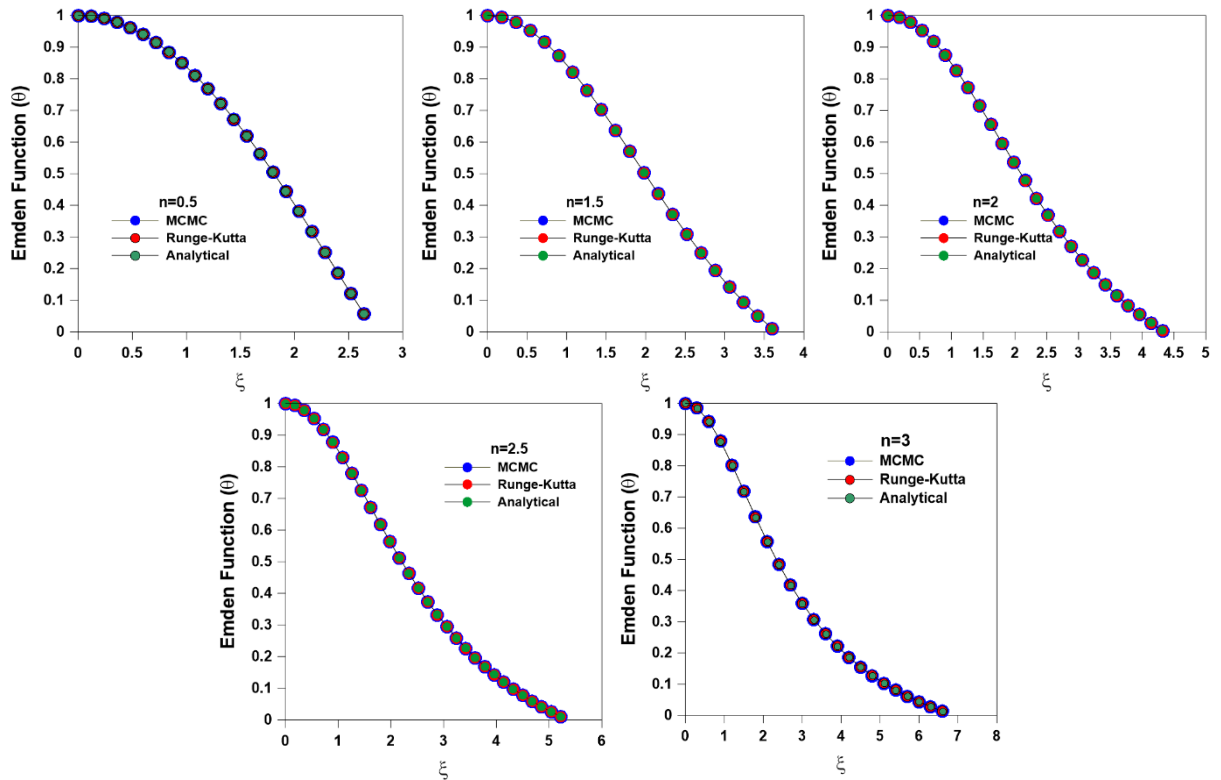 1
0.9
0.8
0.7
0.6
0.5
0.4
0.3
0.2
0.1
0
Emden Function (θ)
n=0.5
MCMC
Runge-Kutta
Analytical
0 0.5 1 1.5 2 2.5 3
ξ
1
0.9
0.8
0.7
0.6
0.5
0.4
0.3
0.2
0.1
0
Emden Function (θ)
n=1.5
MCMC
Runge-Kutta
Analytical
0 0.5 1 1.5 2 2.5 3 3.5 4
ξ
1
0.9
0.8
0.7
0.6
0.5
0.4
0.3
0.2
0.1
0
Emden Function (θ)
n=2
MCMC
Runge-Kutta
Analytical
0 0.5 1 1.5 2 2.5 3 3.5 4 4.5 5
ξ
1
0.9
0.8
0.7
0.6
0.5
0.4
0.3
0.2
0.1
0
Emden Function (θ)
n=2.5
MCMC
Runge-Kutta
Analytical
0 1 2 3 4 5 6
ξ
1
0.9
0.8
0.7
0.6
0.5
0.4
0.3
0.2
0.1
0
Emden Function (θ)
n=3
MCMC
Runge-Kutta
Analytical
0 1 2 3 4 5 6 7 8
ξ